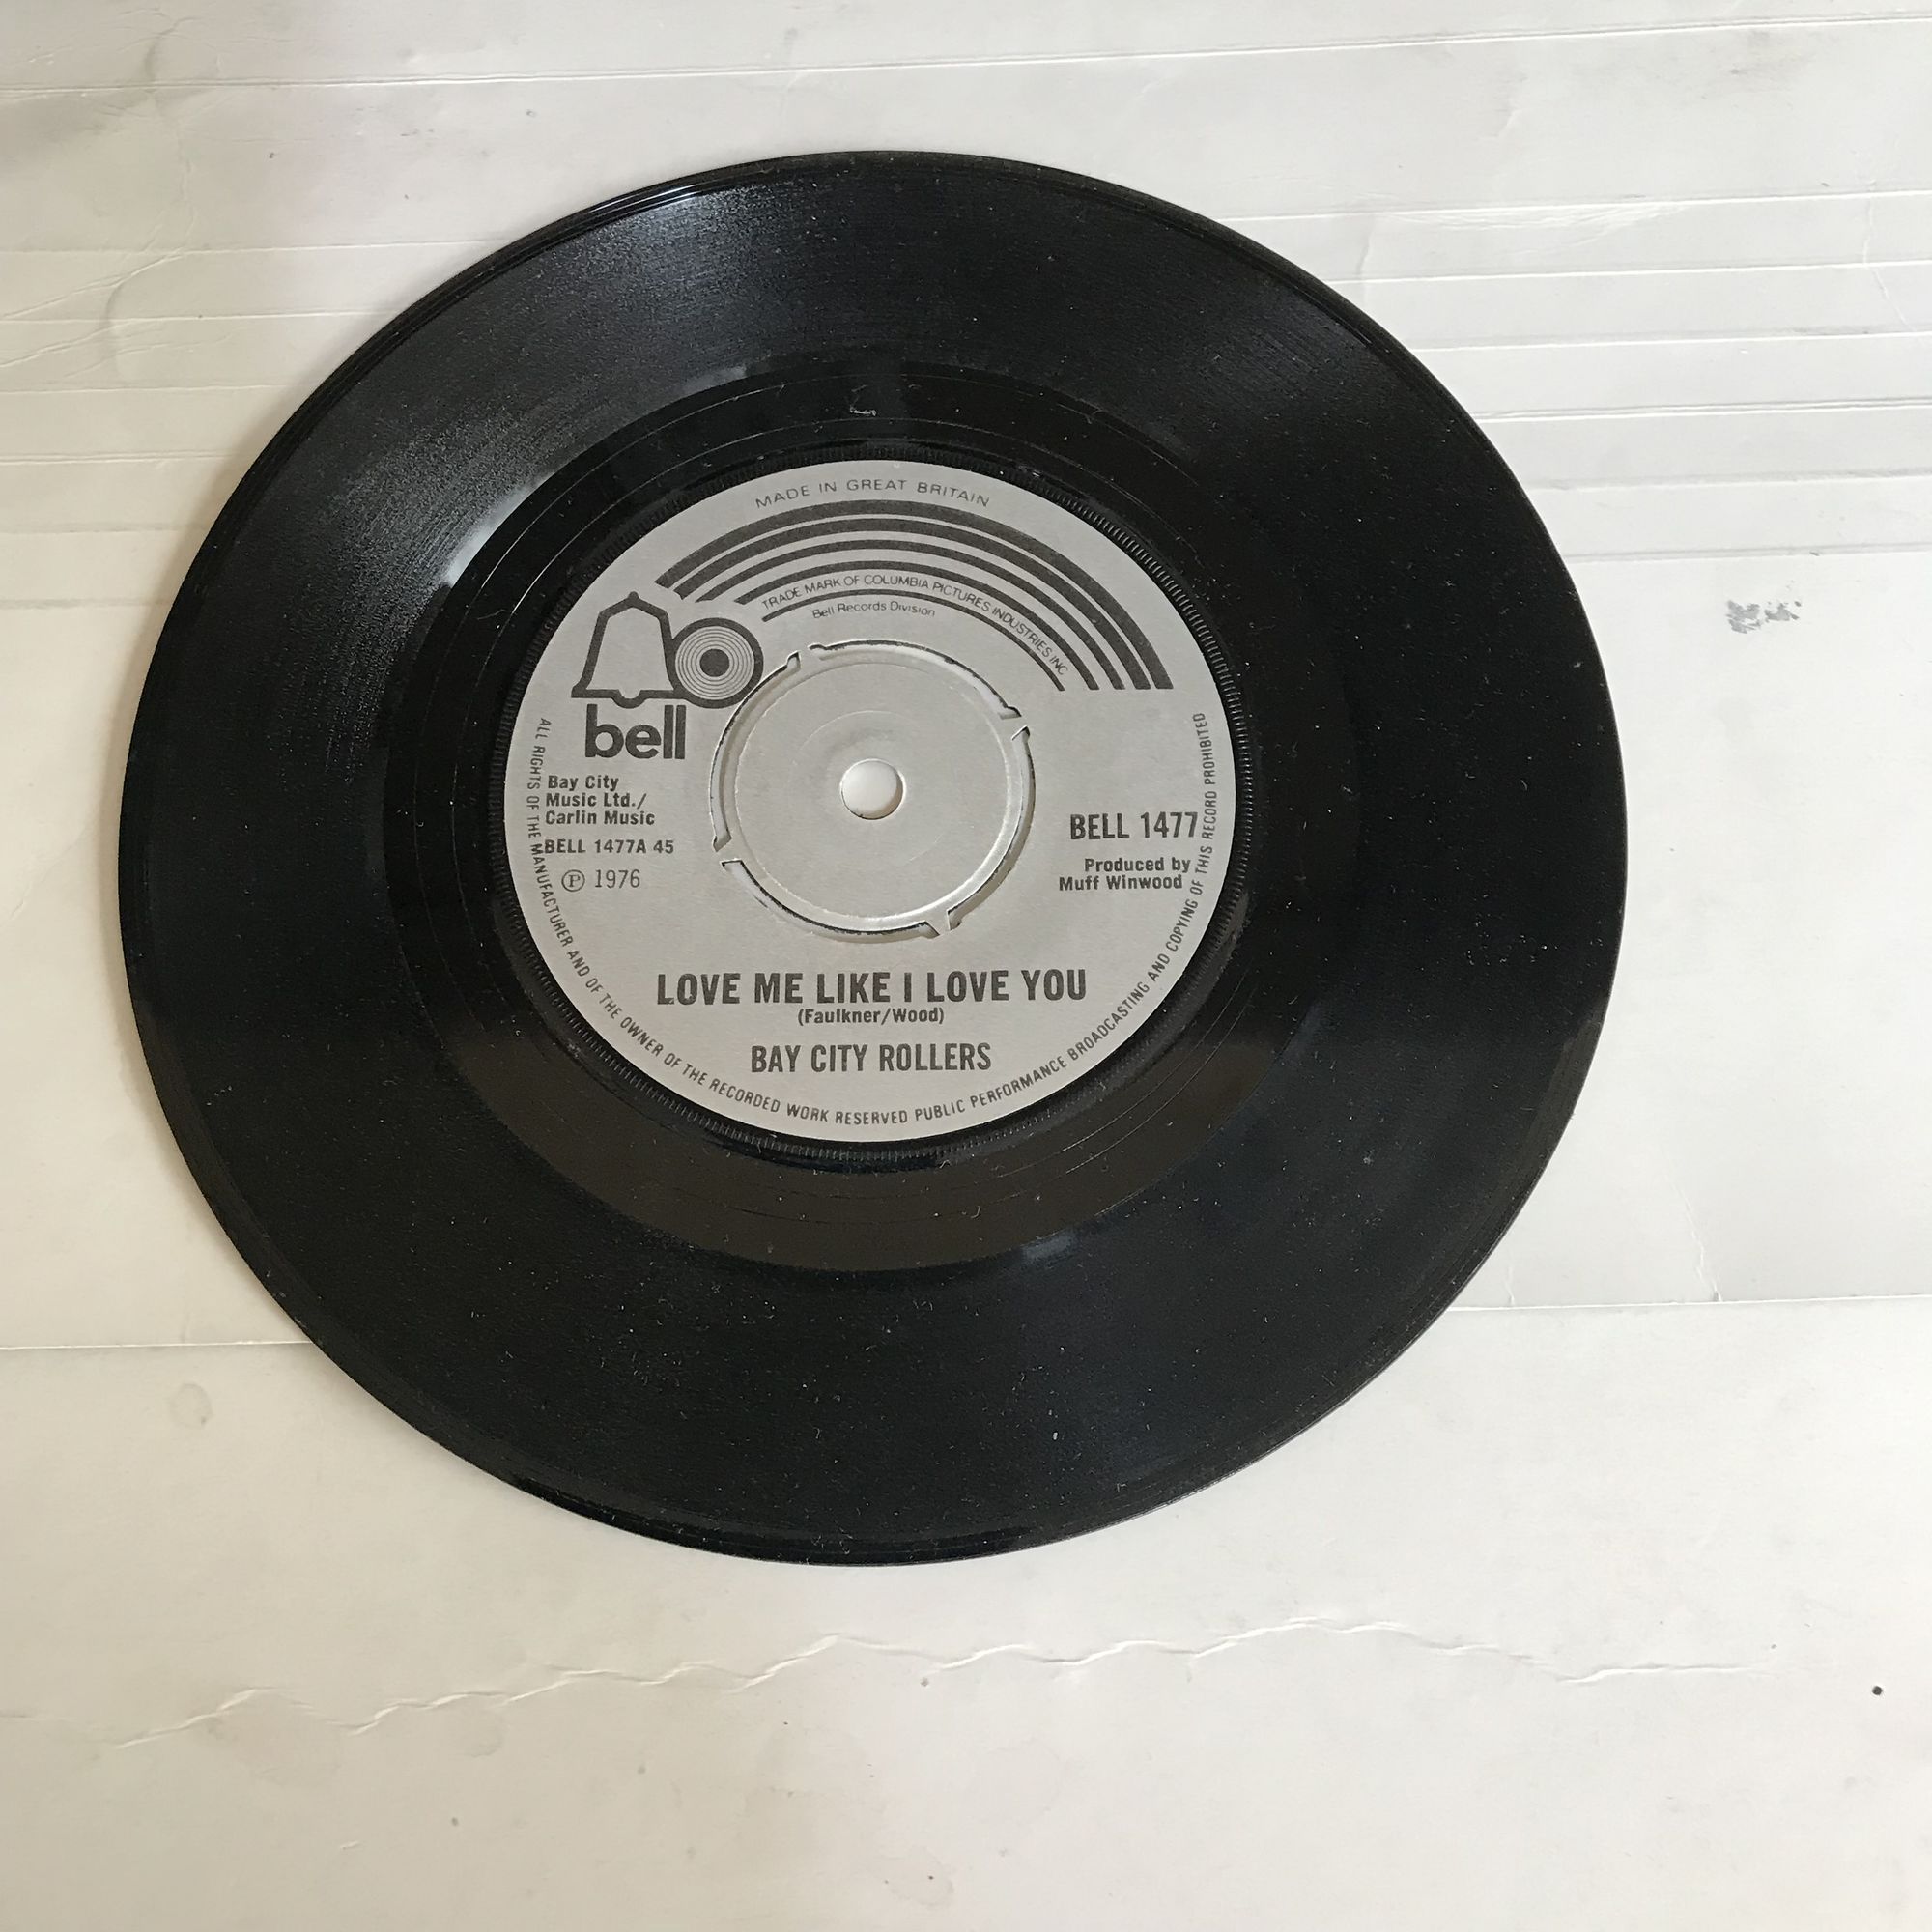 MADE IN GREAT BRITAIN
TRADE MARK OF COLUMBIA PICTURES INDUSTRIES INC
Bell Records Division
bell
Bay City
Music Ltd./
Carlin Music
BELL 1477A 45
Ⓟ 1976
BELL 1477
Produced by
Muff Winwood
LOVE ME LIKE I LOVE YOU
(Faulkner/Wood)
BAY CITY ROLLERS
ALL RIGHTS OF THE MANUFACTURER AND OF THE OWNER OF THE RECORDED WORK RESERVED PUBLIC PERFORMANCE BROADCASTING AND COPYING OF THIS RECORD PROHIBITED